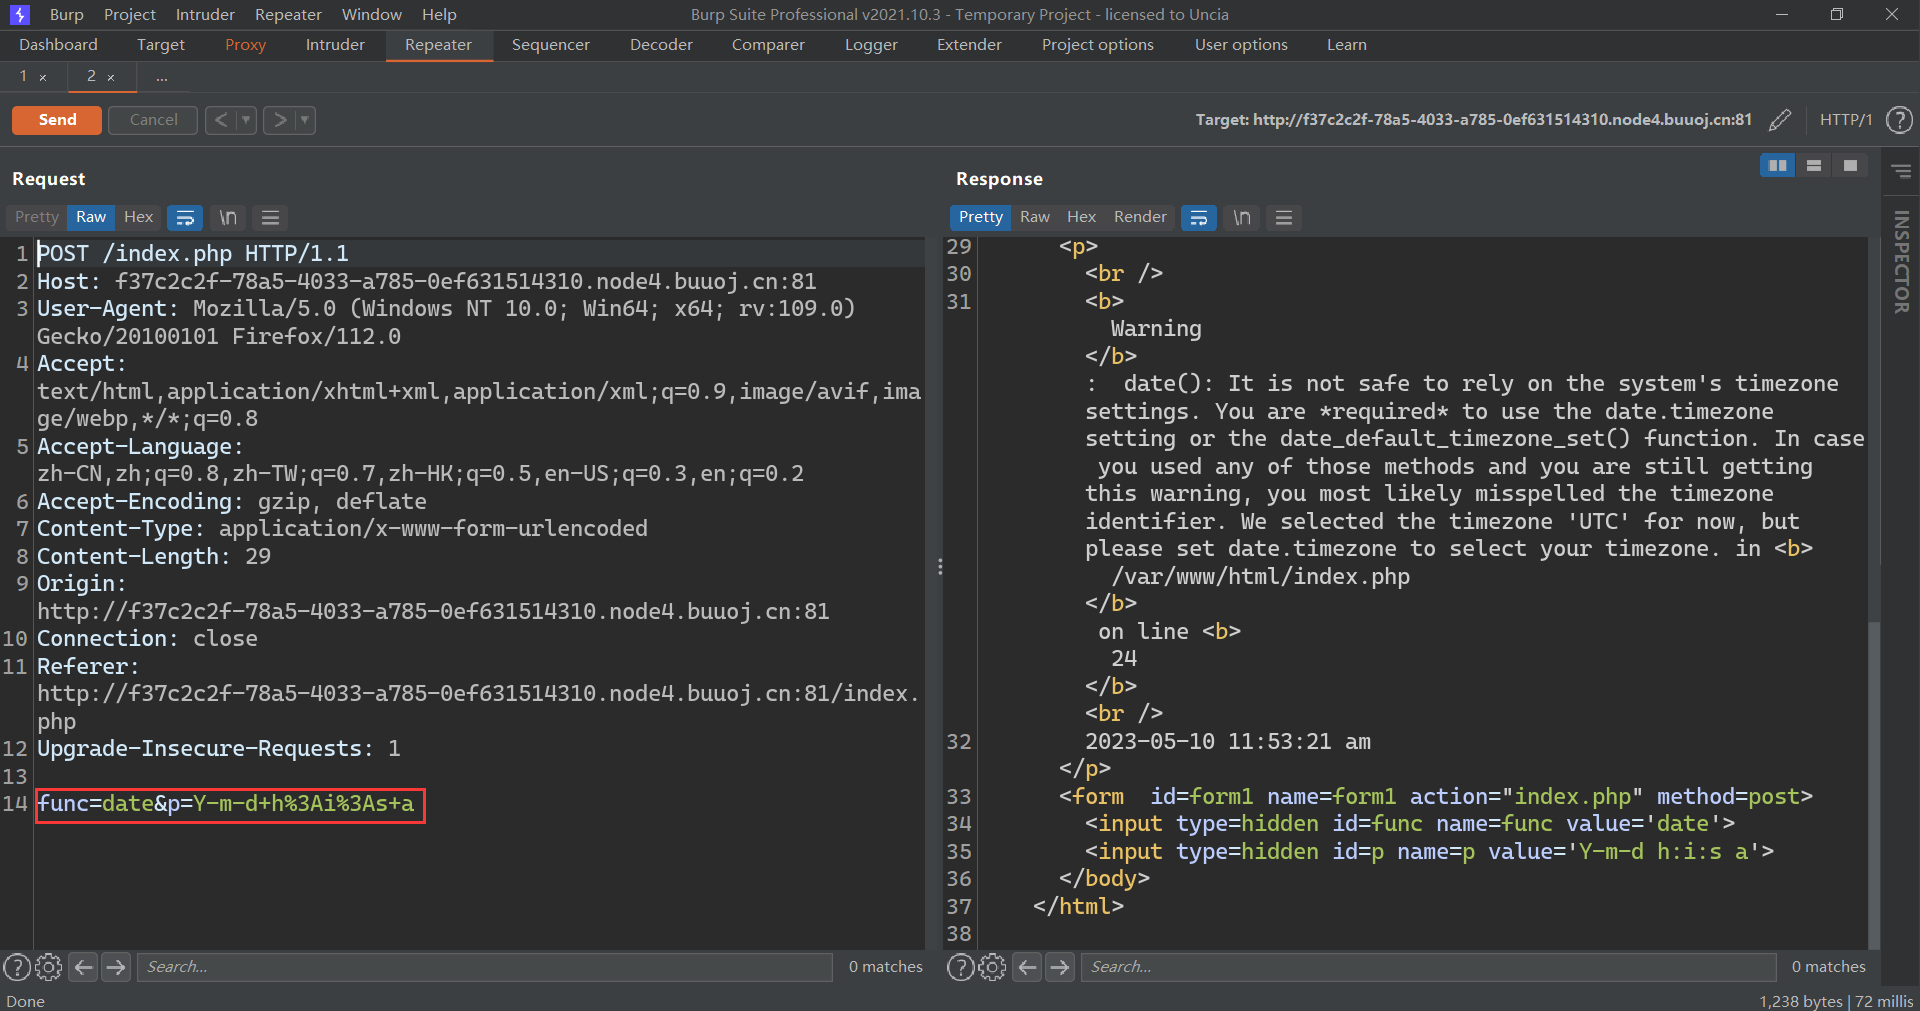 Burp Project Intruder Repeater Window Help
Burp Suite Professional v2021.10.3 - Temporary Project - licensed to Uncia
Dashboard Target Proxy Intruder Repeater Sequencer Decoder Comparer Logger Extender Project options User options Learn
1 × 2 × ...
Send Cancel < ▼ > ▼
Target: http://f37c2c2f-78a5-4033-a785-0ef631514310.node4.buuoj.cn:81 HTTP/1 ?
Request
Pretty Raw Hex \n
1 POST /index.php HTTP/1.1
2 Host: f37c2c2f-78a5-4033-a785-0ef631514310.node4.buuoj.cn:81
3 User-Agent: Mozilla/5.0 (Windows NT 10.0; Win64; x64; rv:109.0)
Gecko/20100101 Firefox/112.0
4 Accept:
text/html,application/xhtml+xml,application/xml;q=0.9,image/avif,ima
ge/webp,*/*;q=0.8
5 Accept-Language:
zh-CN,zh;q=0.8,zh-TW;q=0.7,zh-HK;q=0.5,en-US;q=0.3,en;q=0.2
6 Accept-Encoding: gzip, deflate
7 Content-Type: application/x-www-form-urlencoded
8 Content-Length: 29
9 Origin:
http://f37c2c2f-78a5-4033-a785-0ef631514310.node4.buuoj.cn:81
10 Connection: close
11 Referer:
http://f37c2c2f-78a5-4033-a785-0ef631514310.node4.buuoj.cn:81/index.
php
12 Upgrade-Insecure-Requests: 1
13
14 func=date&p=Y-m-d+h%3Ai%3As+a
? Search... 0 matches
Response
Pretty Raw Hex Render \n
29 <p>
30 <br />
31 <b>
Warning
</b>
: date(): It is not safe to rely on the system's timezone
settings. You are *required* to use the date.timezone
setting or the date_default_timezone_set() function. In case
you used any of those methods and you are still getting
this warning, you most likely misspelled the timezone
identifier. We selected the timezone 'UTC' for now, but
please set date.timezone to select your timezone. in <b>
/var/www/html/index.php
</b>
on line <b>
24
</b>
<br />
32 2023-05-10 11:53:21 am
</p>
33 <form id=form1 name=form1 action="index.php" method=post>
34 <input type=hidden id=func name=func value='date'>
35 <input type=hidden id=p name=p value='Y-m-d h:i:s a'>
36 </body>
37 </html>
38
? Search... 0 matches
INSPECTOR
Done
1,238 bytes | 72 millis